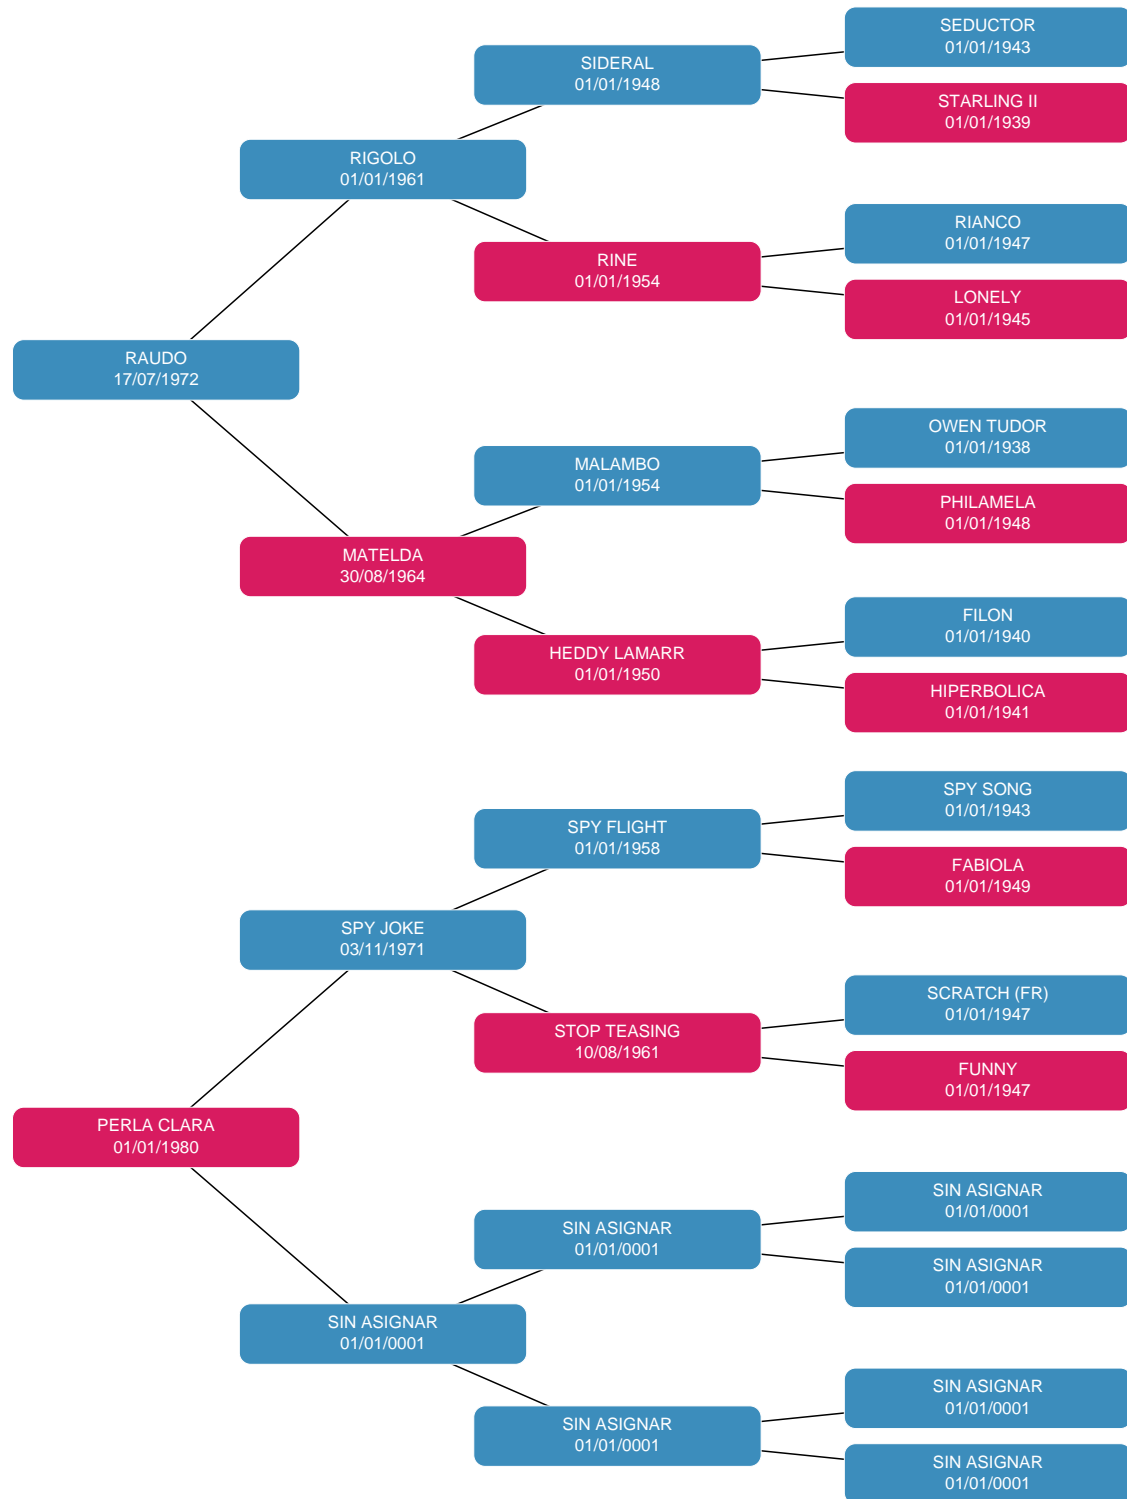 SEDUCTOR
01/01/1943
SIDERAL
01/01/1948
STARLING II
01/01/1939
RIGOLO
01/01/1961
RIANCO
01/01/1947
RINE
01/01/1954
LONELY
01/01/1945
RAUDO
17/07/1972
OWEN TUDOR
01/01/1938
MALAMBO
01/01/1954
PHILAMELA
01/01/1948
MATELDA
30/08/1964
FILON
01/01/1940
HEDDY LAMARR
01/01/1950
HIPERBOLICA
01/01/1941
SPY SONG
01/01/1943
SPY FLIGHT
01/01/1958
FABIOLA
01/01/1949
SPY JOKE
03/11/1971
SCRATCH (FR)
01/01/1947
STOP TEASING
10/08/1961
FUNNY
01/01/1947
PERLA CLARA
01/01/1980
SIN ASIGNAR
01/01/0001
SIN ASIGNAR
01/01/0001
SIN ASIGNAR
01/01/0001
SIN ASIGNAR
01/01/0001
SIN ASIGNAR
01/01/0001
SIN ASIGNAR
01/01/0001
SIN ASIGNAR
01/01/0001